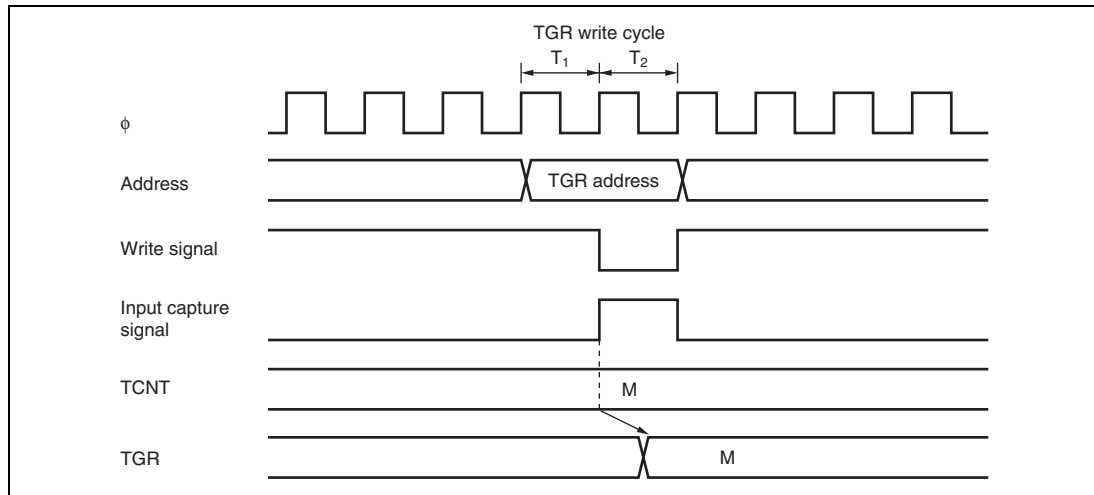 TGR write cycle
T₁ T₂
ϕ
Address
TGR address
Write signal
Input capture
signal
TCNT
M
TGR
M